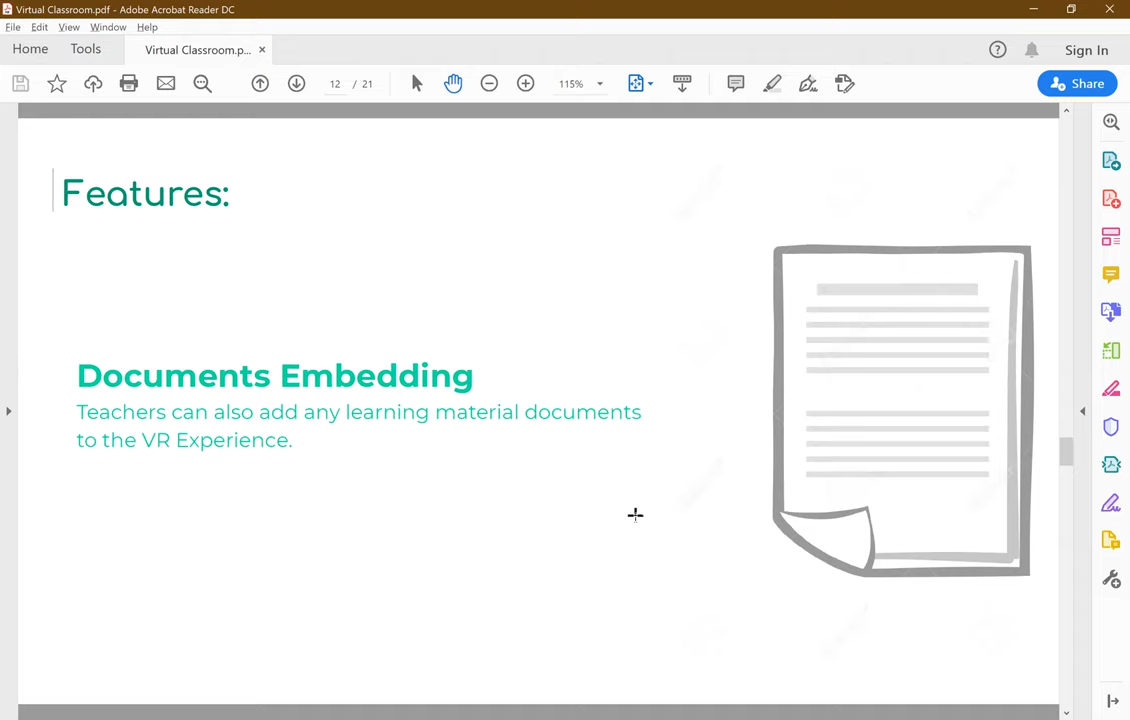 Virtual Classroom.pdf - Adobe Acrobat Reader DC
File Edit View Window Help
Home Tools Virtual Classroom.p... Sign In
12 / 21 115% Share
Features:
Documents Embedding
Teachers can also add any learning material documents
to the VR Experience.